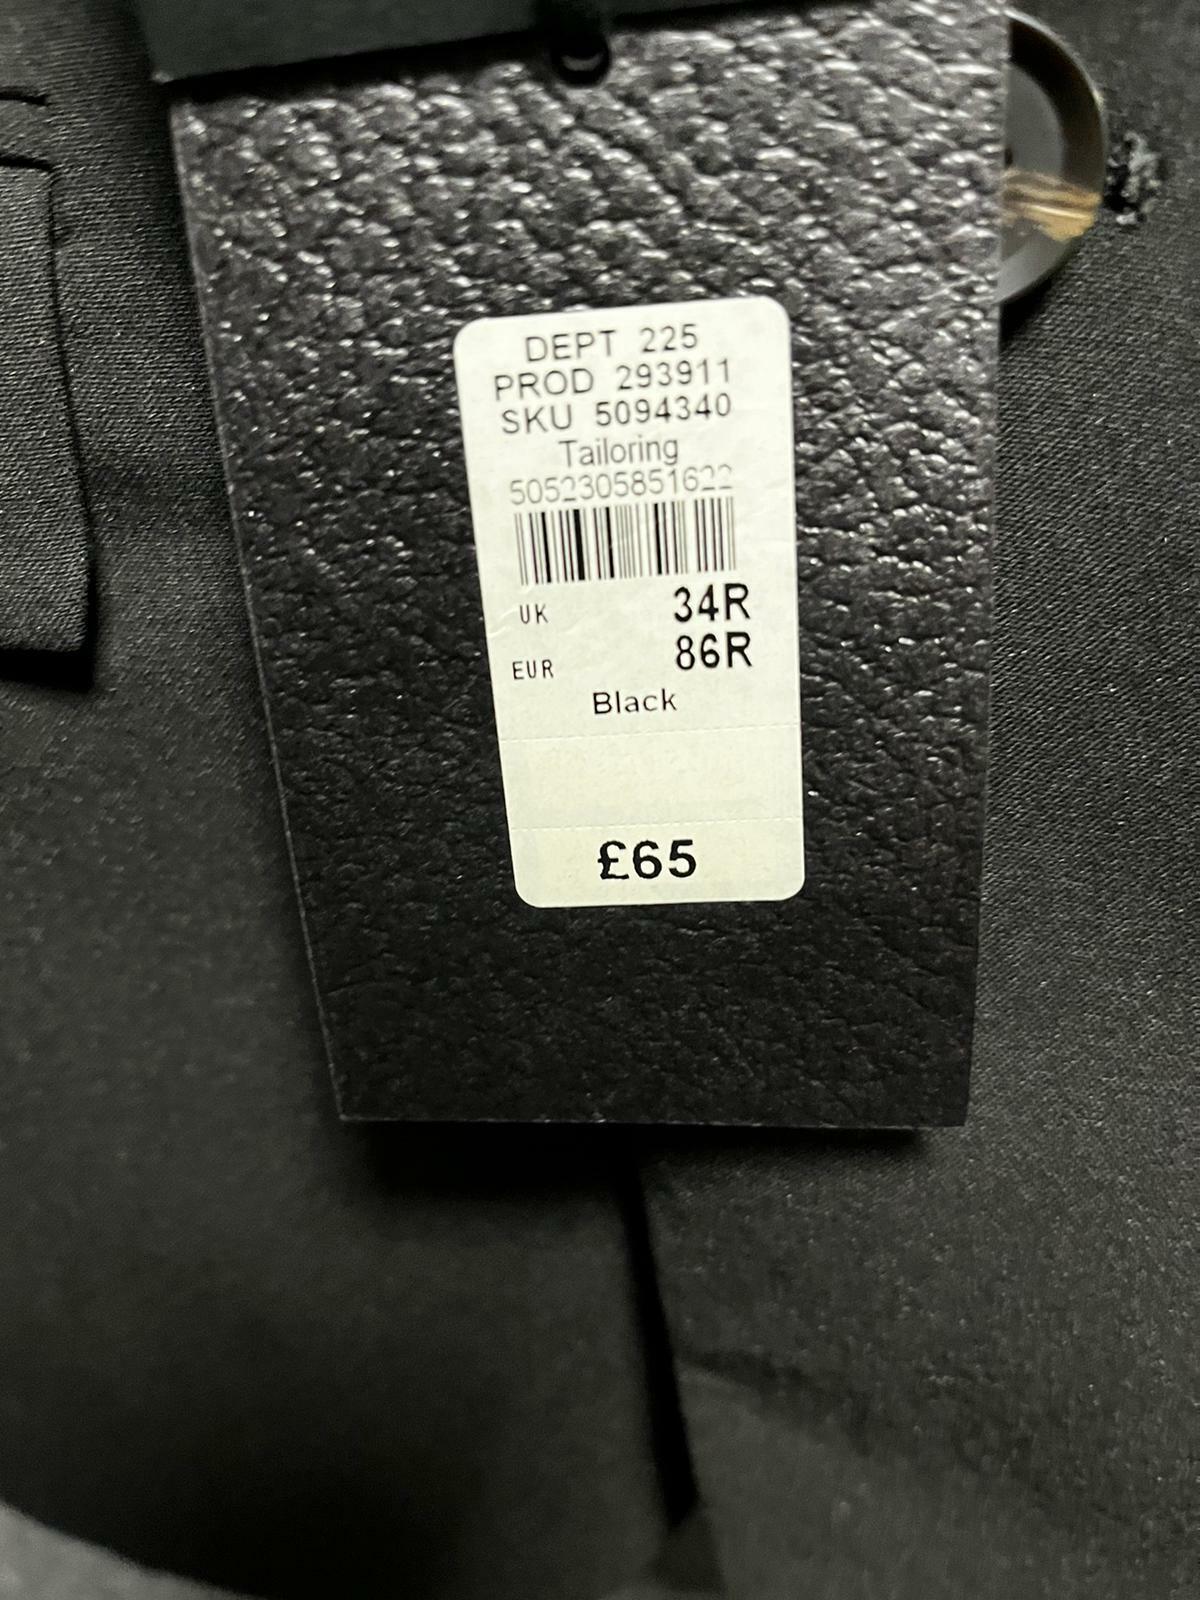 DEPT 225
PROD 293911
SKU 5094340
Tailoring
5052305851622
UK 34R
EUR 86R
Black
£65